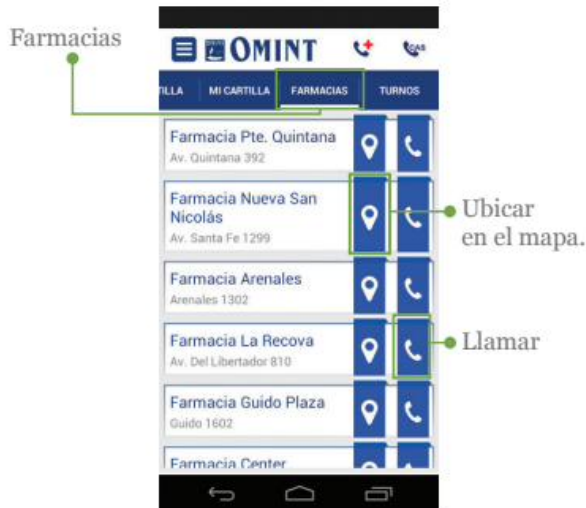 Farmacias
OMINT
CAS
TILLA MI CARTILLA FARMACIAS TURNOS
Farmacia Pte. Quintana
Av. Quintana 392
Farmacia Nueva San
Nicolás
Av. Santa Fe 1299
Ubicar
en el mapa.
Farmacia Arenales
Arenales 1302
Farmacia La Recova
Av. Del Libertador 810
Llamar
Farmacia Guido Plaza
Guido 1602
Farmacia Center